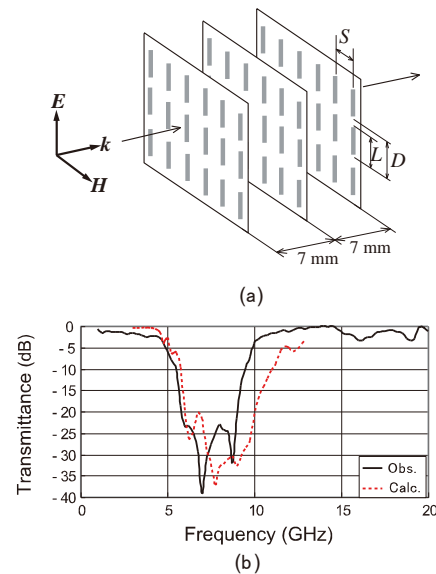 S
E
k
H
L
D
7 mm
7 mm
(a)
0
- 5
-10
-15
-20
-25
-30
-35
-40
Transmittance (dB)
Obs.
Calc.
0
5
10
15
20
Frequency (GHz)
(b)